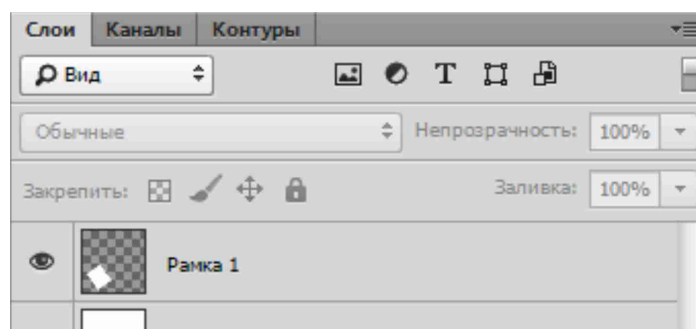 Слои Каналы Контуры
Вид
Обычные Непрозрачность: 100%
Закрепить: Заливка: 100%
Рамка 1